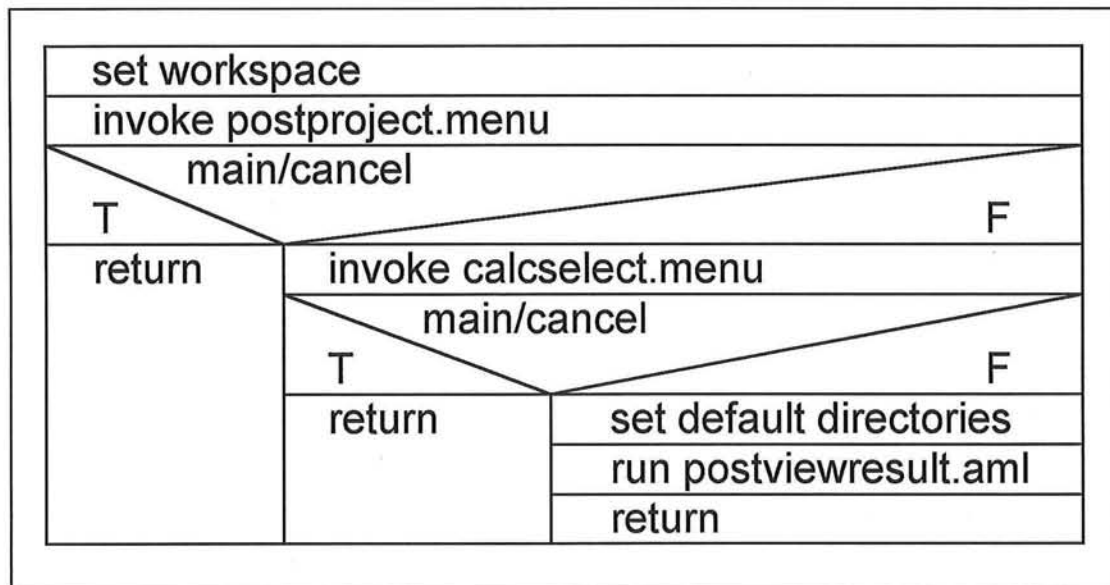 set workspace
invoke postproject.menu
main/cancel
T
F
return
invoke calcselect.menu
main/cancel
T
F
return
set default directories
run postviewresult.aml
return